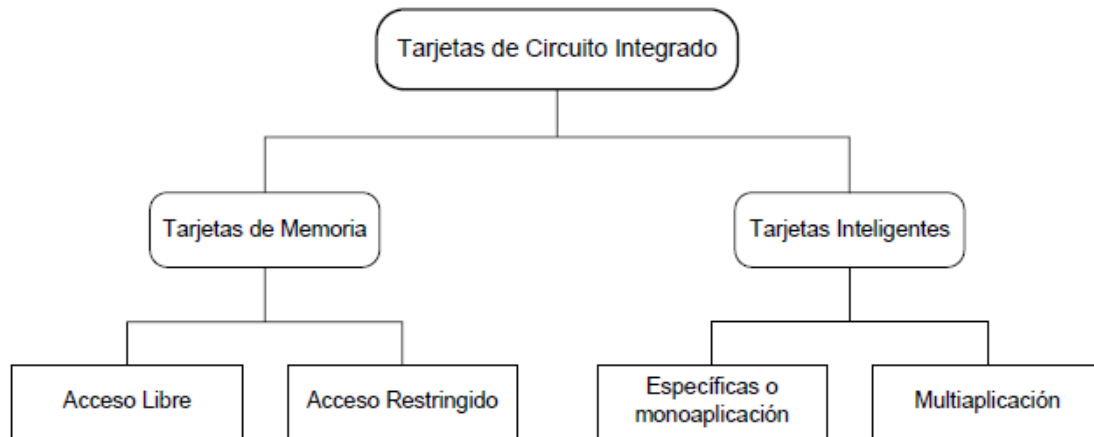 Tarjetas de Circuito Integrado
Tarjetas de Memoria
Tarjetas Inteligentes
Acceso Libre
Acceso Restringido
Específicas o
monoaplicación
Multiaplicación